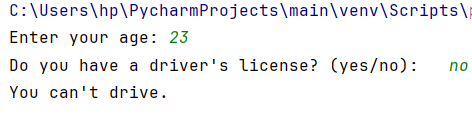 C:\Users\hp\PycharmProjects\main\venv\Scripts\
Enter your age: 23
Do you have a driver's license? (yes/no):   no
You can't drive.